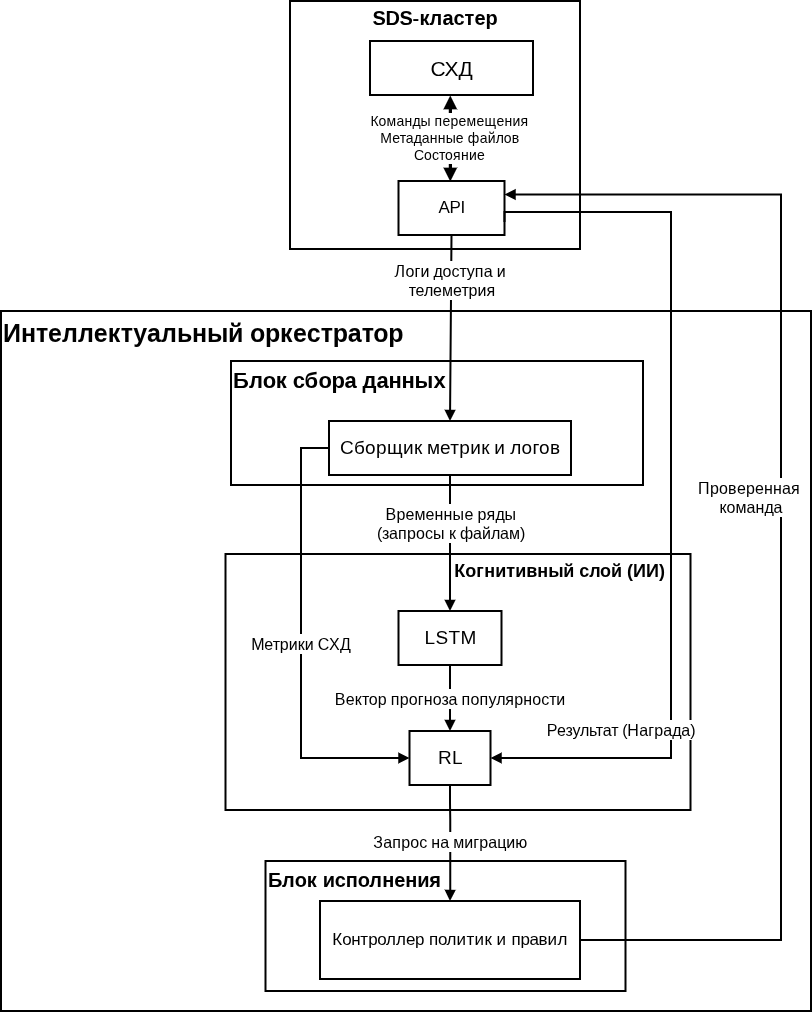 SDS-кластер
СХД
Команды перемещения
Метаданные файлов
Состояние
API
Логи доступа и
телеметрия
Интеллектуальный оркестратор
Блок сбора данных
Сборщик метрик и логов
Проверенная
команда
Временные ряды
(запросы к файлам)
Когнитивный слой (ИИ)
LSTM
Метрики СХД
Вектор прогноза популярности
Результат (Награда)
RL
Запрос на миграцию
Блок исполнения
Контроллер политик и правил